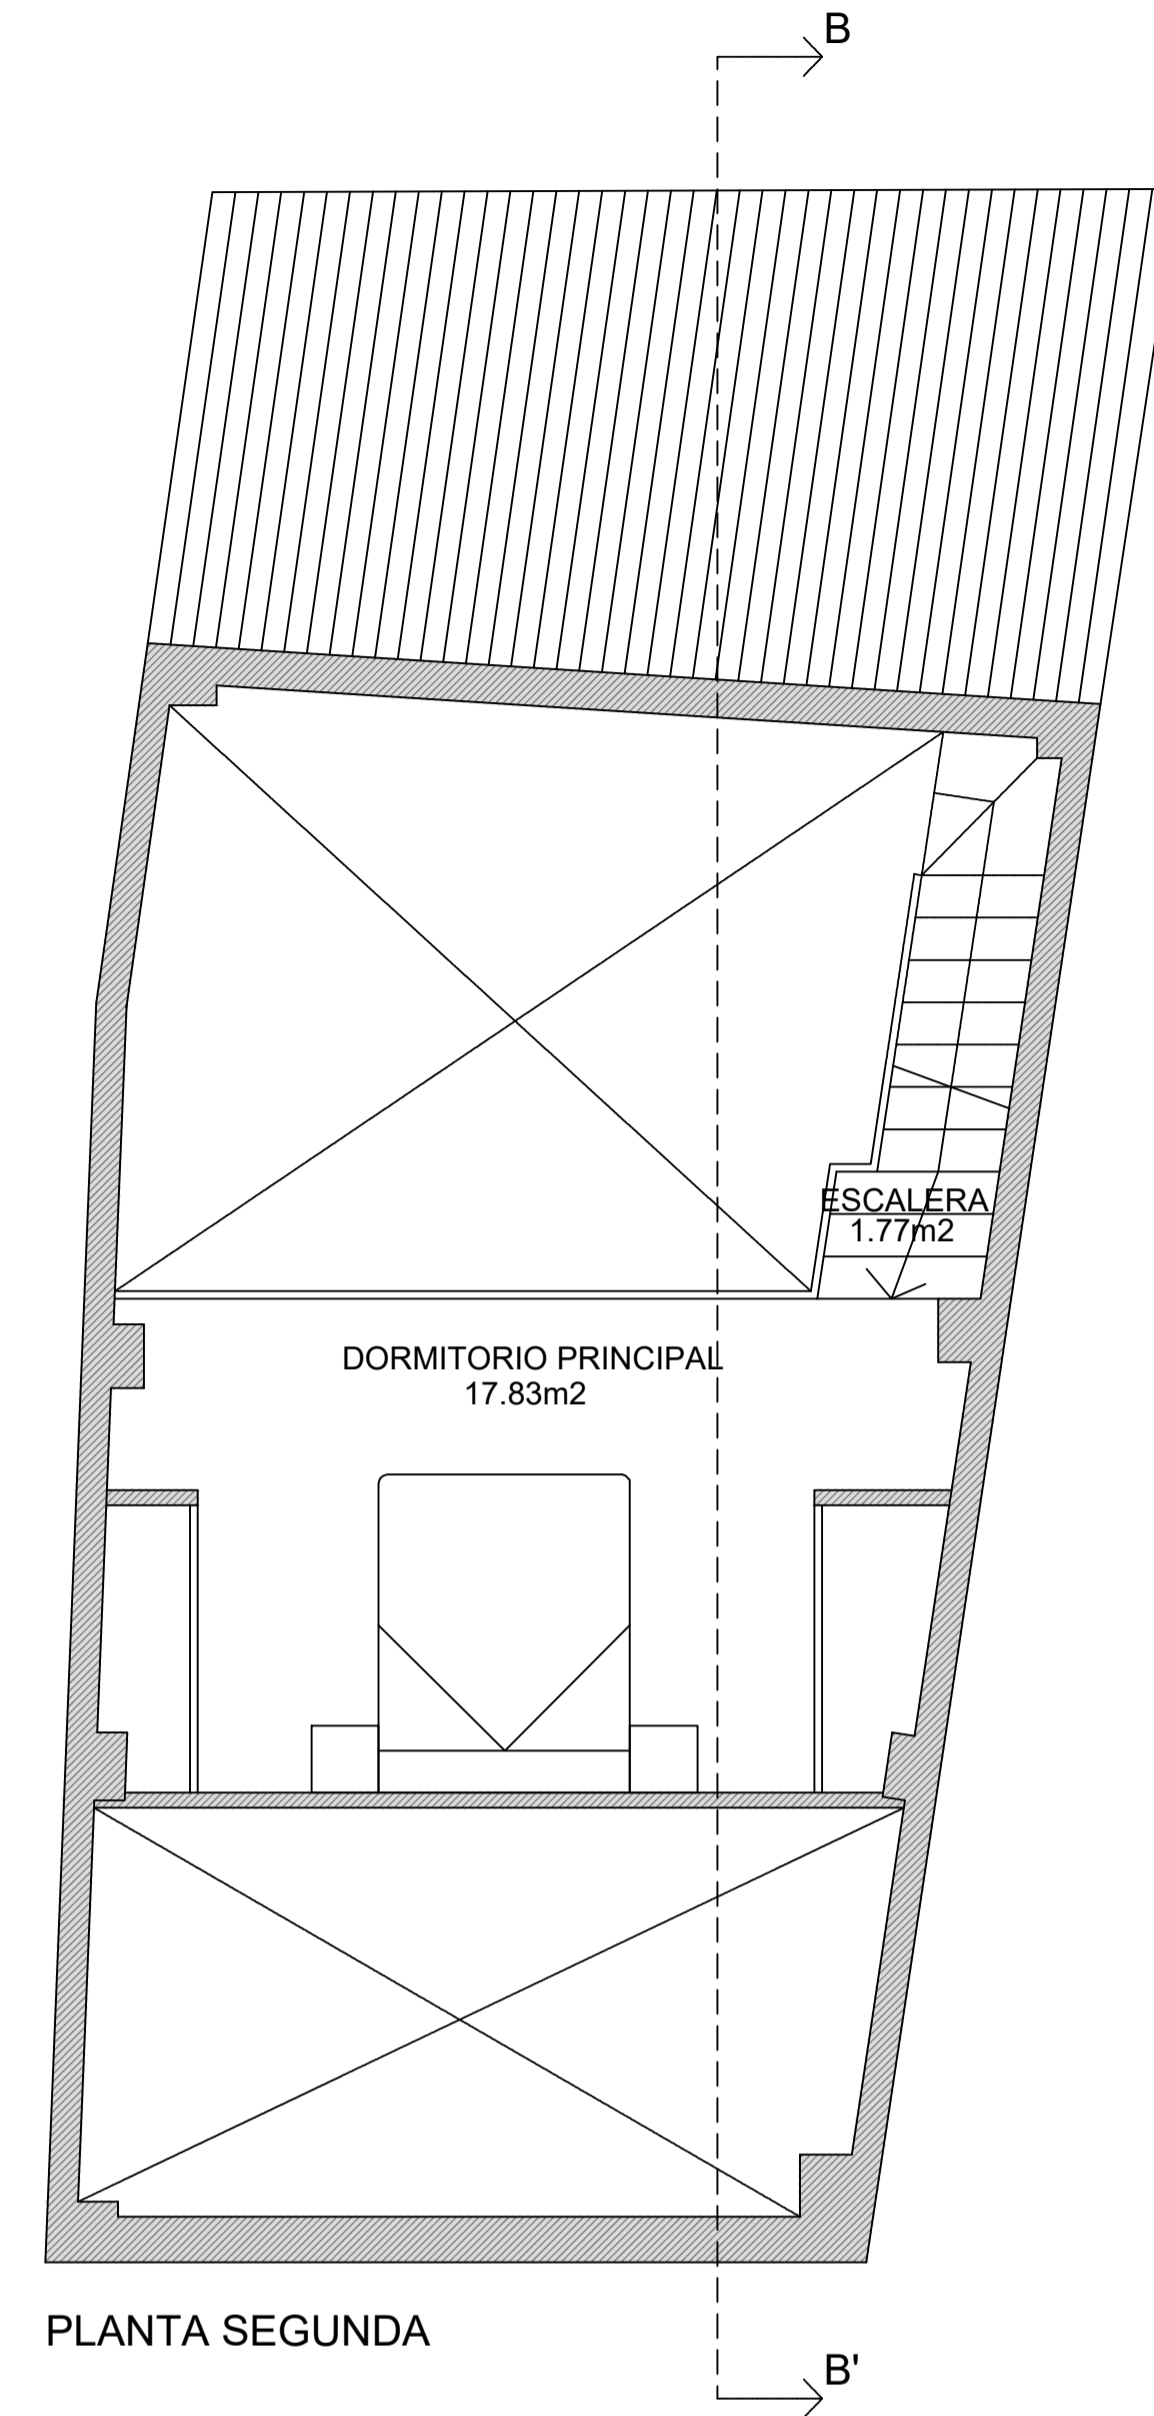 B
ESCALERA
1.77m2
DORMITORIO PRINCIPAL
17.83m2
PLANTA SEGUNDA
B'